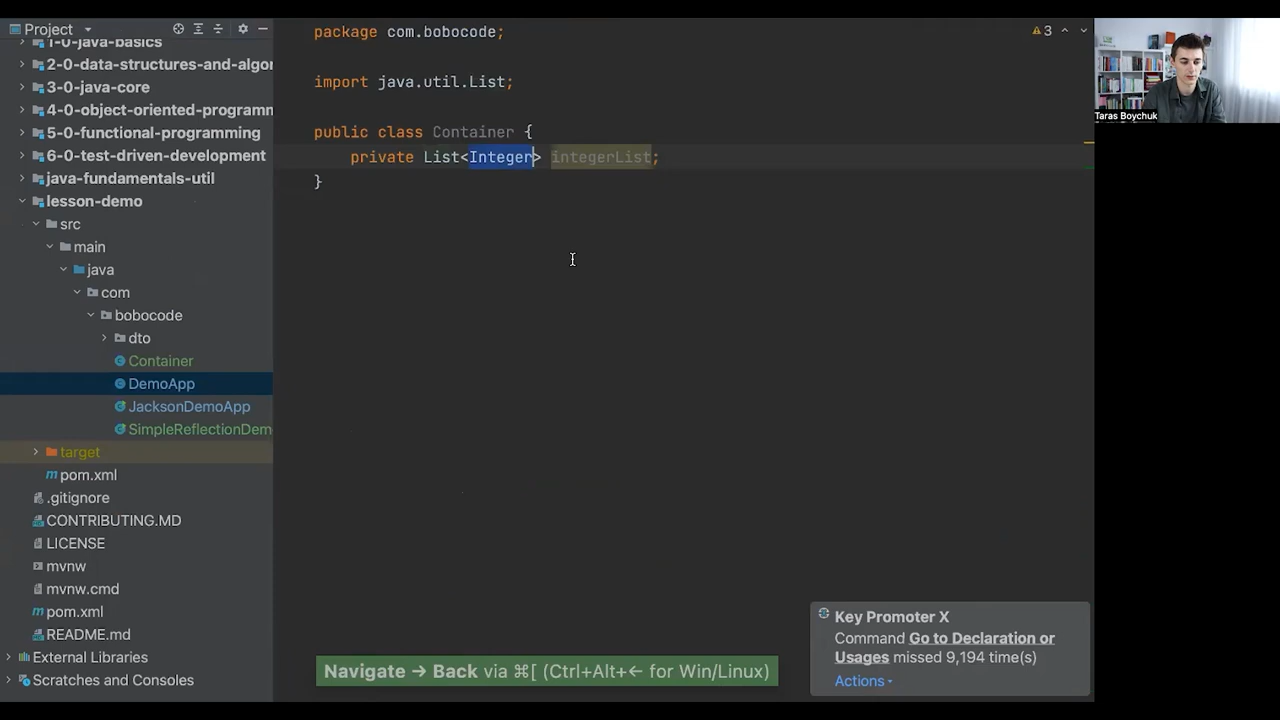 Project
1-0-java-basics
2-0-data-structures-and-algor
3-0-java-core
4-0-object-oriented-programm
5-0-functional-programming
6-0-test-driven-development
java-fundamentals-util
lesson-demo
src
main
java
com
bobocode
dto
Container
DemoApp
JacksonDemoApp
SimpleReflectionDem
target
pom.xml
.gitignore
CONTRIBUTING.MD
LICENSE
mvnw
mvnw.cmd
pom.xml
README.md
External Libraries
Scratches and Consoles
package com.bobocode;
import java.util.List;
public class Container {
private List<Integer> integerList;
}
3
Taras Boychuk
Navigate → Back via ⌘[ (Ctrl+Alt+← for Win/Linux)
Key Promoter X
Command Go to Declaration or
Usages missed 9,194 time(s)
Actions